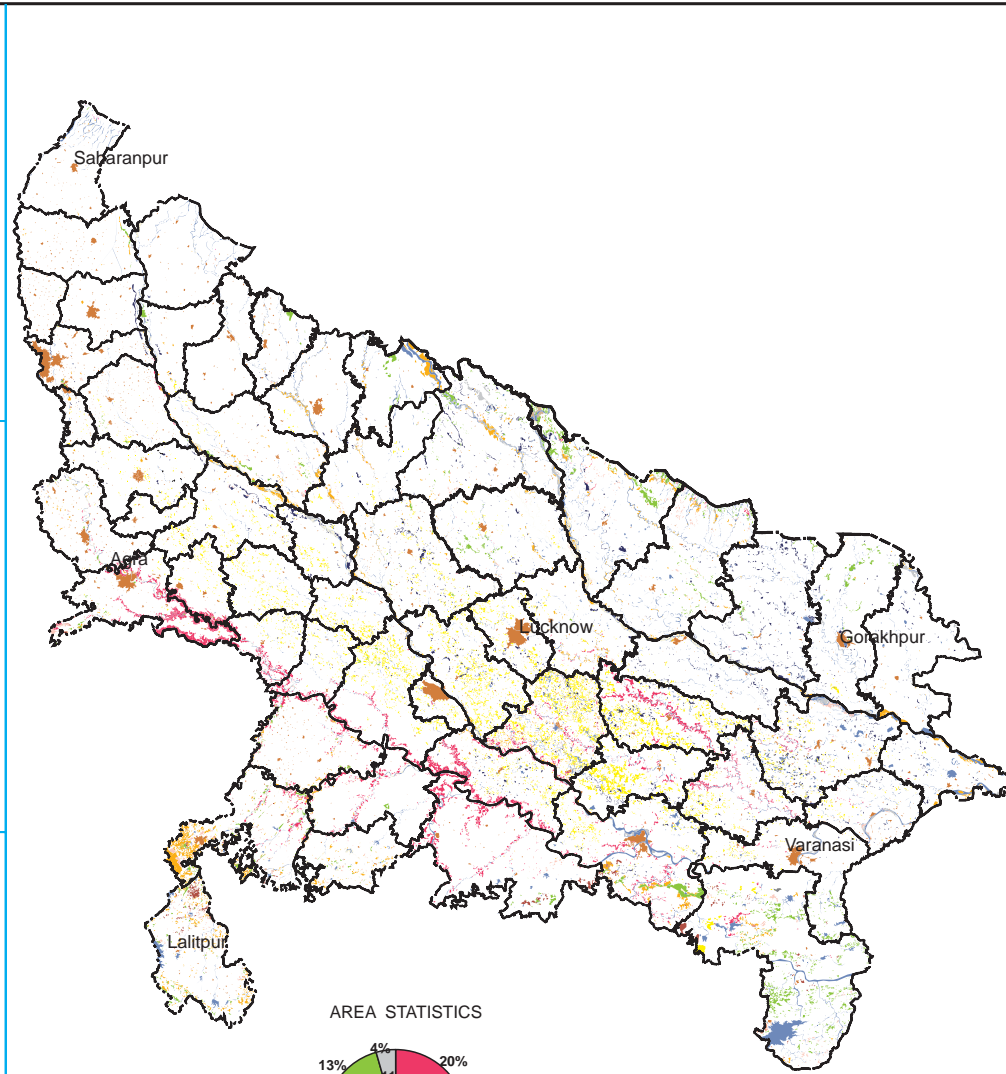 Saharanpur
Agra
Lucknow
Gorakhpur
Varanasi
Lalitpur
AREA STATISTICS
4%
13%
20%